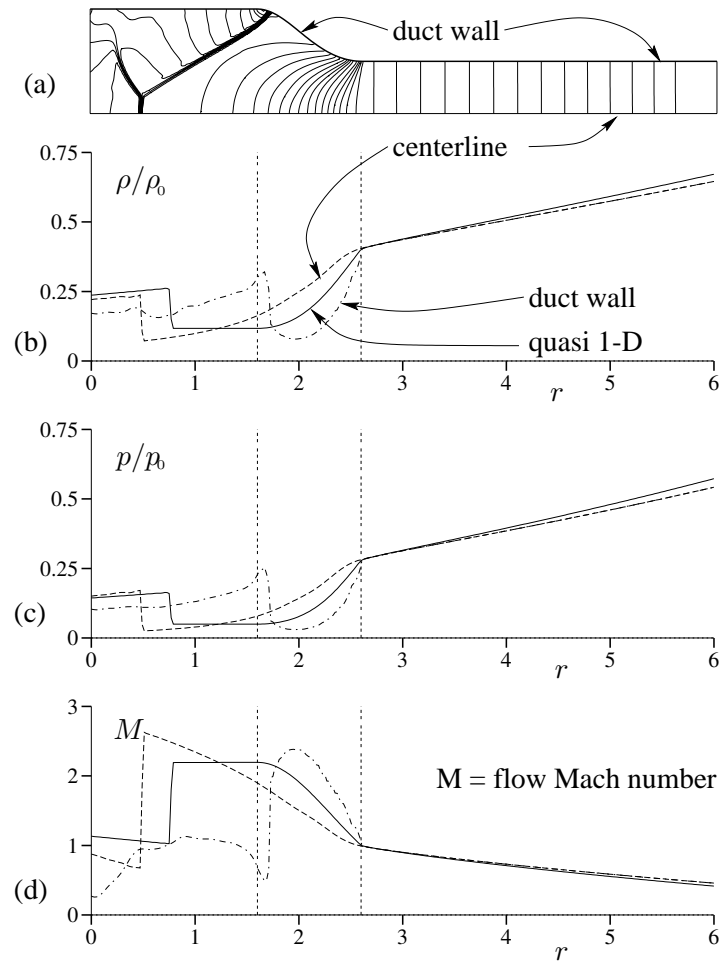 duct wall
(a)
centerline
0.75
ρ/ρ₀
0.5
0.25
duct wall
(b)
quasi 1-D
0
0 1 2 3 4 5 6
r
0.75
p/p₀
0.5
0.25
(c)
0
0 1 2 3 4 5 6
r
3
M
2
M = flow Mach number
1
(d)
0
0 1 2 3 4 5 6
r